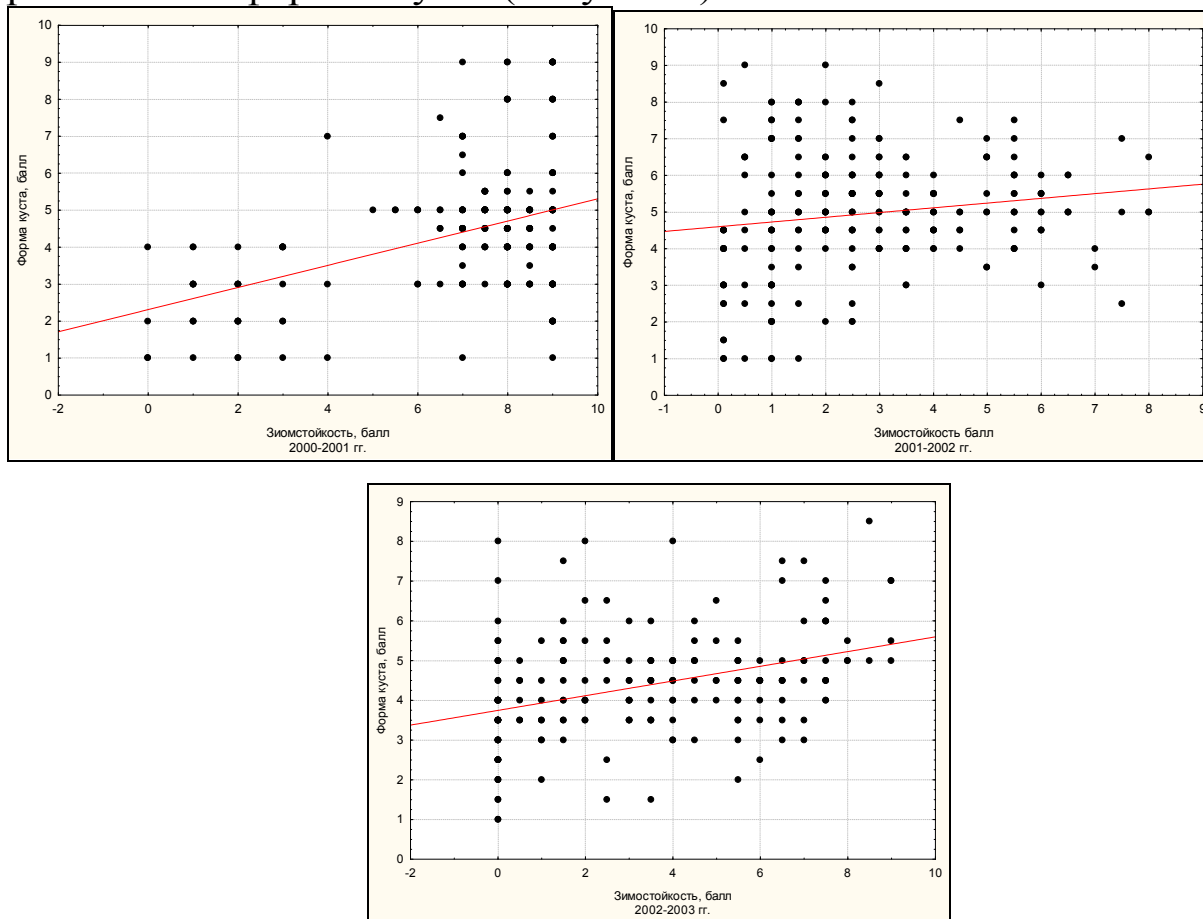 10
9
8
7
6
5
4
3
2
1
0
Форма куста, балл
-2 0 2 4 6 8 10
Зиомстойкость, балл
2000-2001 гг.
10
9
8
7
6
5
4
3
2
1
0
Форма куста, балл
-1 0 1 2 3 4 5 6 7 8 9
Зимостойкость балл
2001-2002 гг.
9
8
7
6
5
4
3
2
1
0
Форма куста, балл
-2 0 2 4 6 8 10
Зимостойкость, балл
2002-2003 гг.